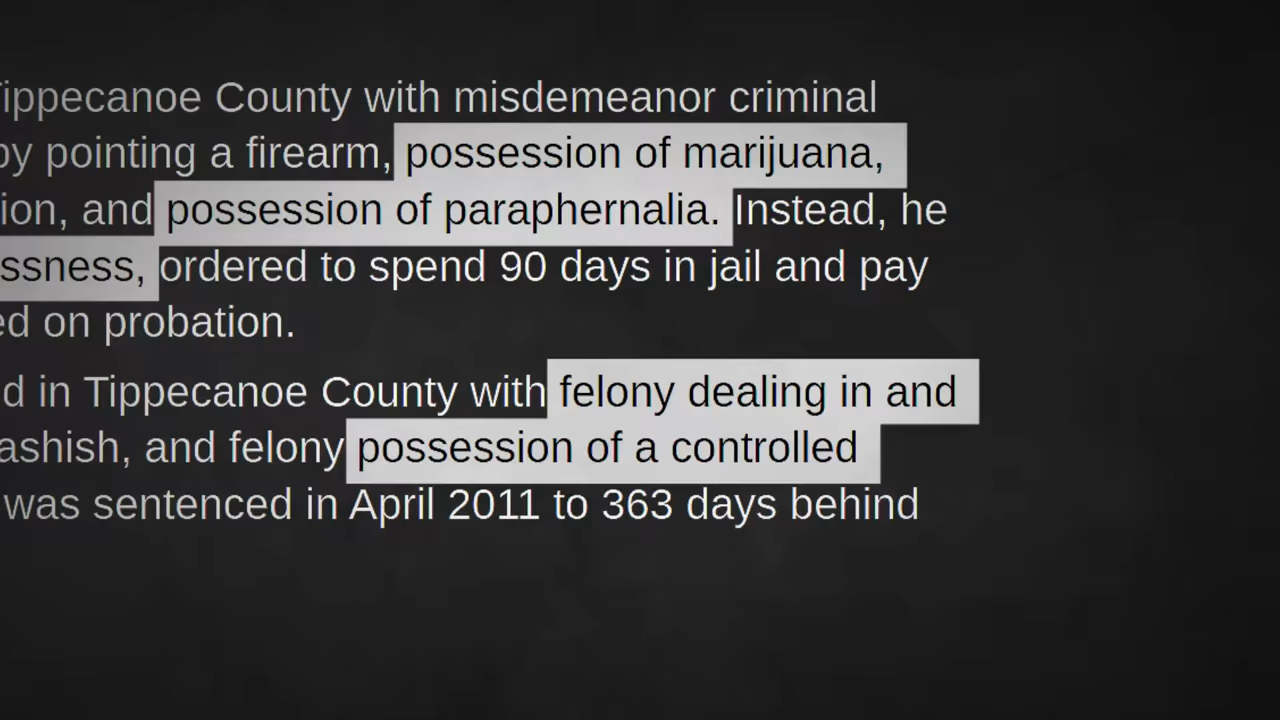 Tippecanoe County with misdemeanor criminal
by pointing a firearm, possession of marijuana,
ion, and possession of paraphernalia. Instead, he
ssness, ordered to spend 90 days in jail and pay
ed on probation.
d in Tippecanoe County with felony dealing in and
ashish, and felony possession of a controlled
was sentenced in April 2011 to 363 days behind